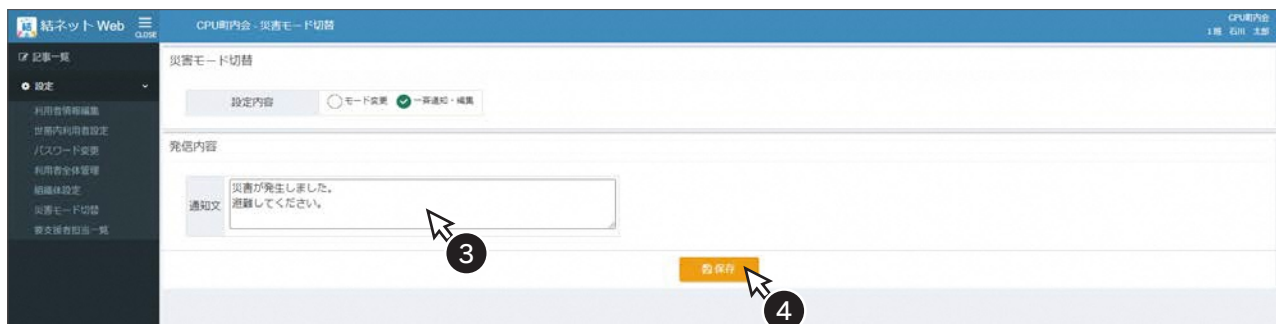 結ネット Web
CLOSE
CPU町内会 - 災害モード切替
CPU町内会
1班 石川 太郎
記事一覧
設定
利用者情報編集
世帯内利用者設定
パスワード変更
利用者全体管理
組織体設定
災害モード切替
要支援者担当一覧
災害モード切替
設定内容
モード変更
一斉通知・編集
発信内容
通知文
災害が発生しました。
避難してください。
3
保存
4